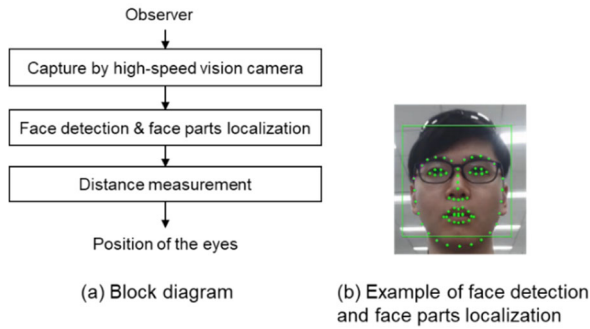 Observer
Capture by high-speed vision camera
Face detection & face parts localization
Distance measurement
Position of the eyes
(a) Block diagram
(b) Example of face detection
and face parts localization